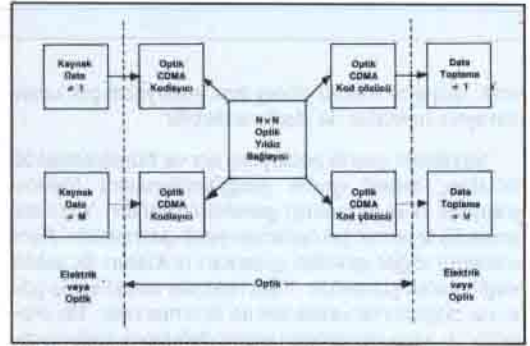 Kaynak
Data
# 1
Optik
CDMA
Kodlayıcı
Optik
CDMA
Kod çözücü
Data
Toplama
# 1
N×N
Optik
Yıldız
Bağlayıcı
Kaynak
Data
# M
Optik
CDMA
Kodlayıcı
Optik
CDMA
Kod çözücü
Data
Toplama
# M
Elektrik
veya
Optik
Optik
Elektrik
veya
Optik